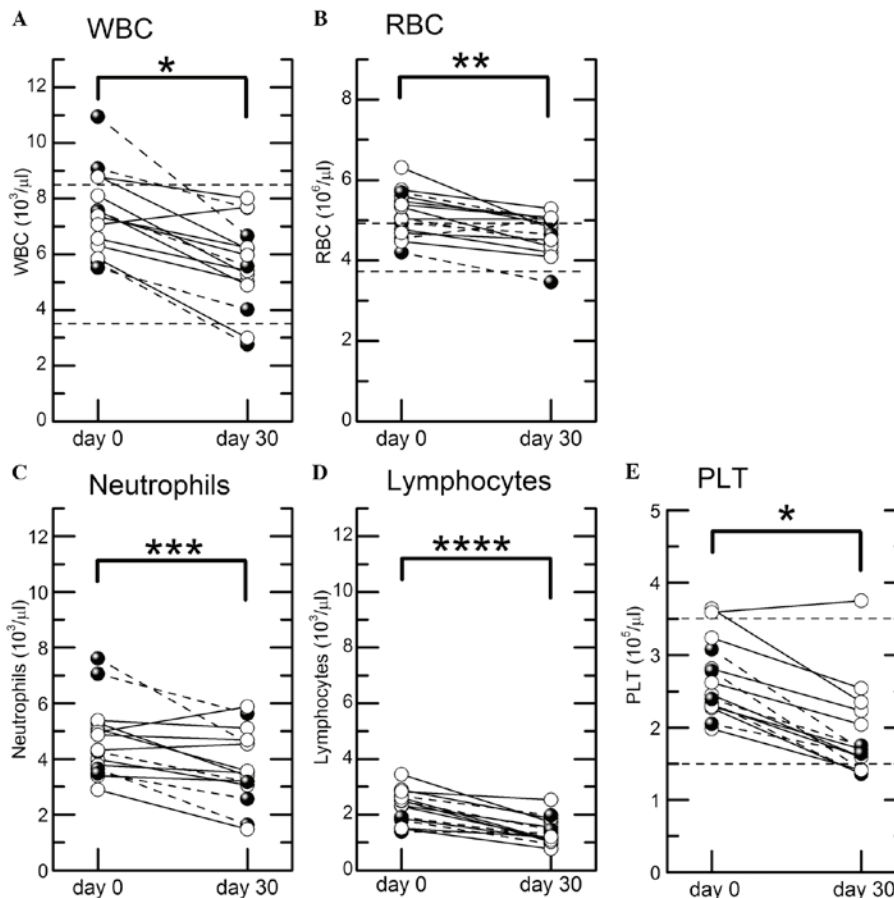 A WBC
*
WBC (10³/μl)
12
10
8
6
4
2
0
day 0 day 30
B RBC
**
RBC (10⁶/μl)
8
6
4
2
0
day 0 day 30
C Neutrophils
***
Neutrophils (10³/μl)
12
10
8
6
4
2
0
day 0 day 30
D Lymphocytes
****
Lymphocytes (10³/μl)
12
10
8
6
4
2
0
day 0 day 30
E PLT
*
PLT (10⁵/μl)
5
4
3
2
1
0
day 0 day 30